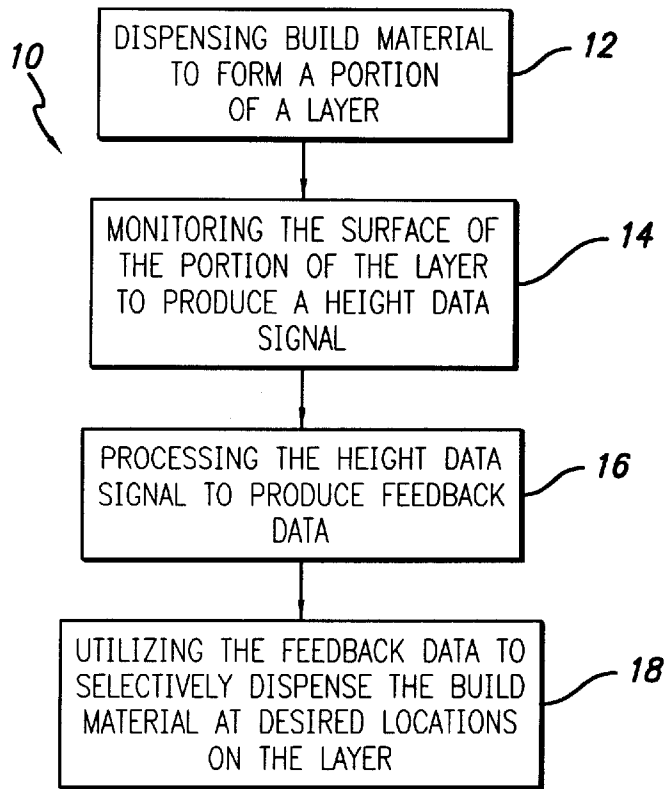 10
DISPENSING BUILD MATERIAL
TO FORM A PORTION
OF A LAYER
12
MONITORING THE SURFACE OF
THE PORTION OF THE LAYER
TO PRODUCE A HEIGHT DATA
SIGNAL
14
PROCESSING THE HEIGHT DATA
SIGNAL TO PRODUCE FEEDBACK
DATA
16
UTILIZING THE FEEDBACK DATA TO
SELECTIVELY DISPENSE THE BUILD
MATERIAL AT DESIRED LOCATIONS
ON THE LAYER
18